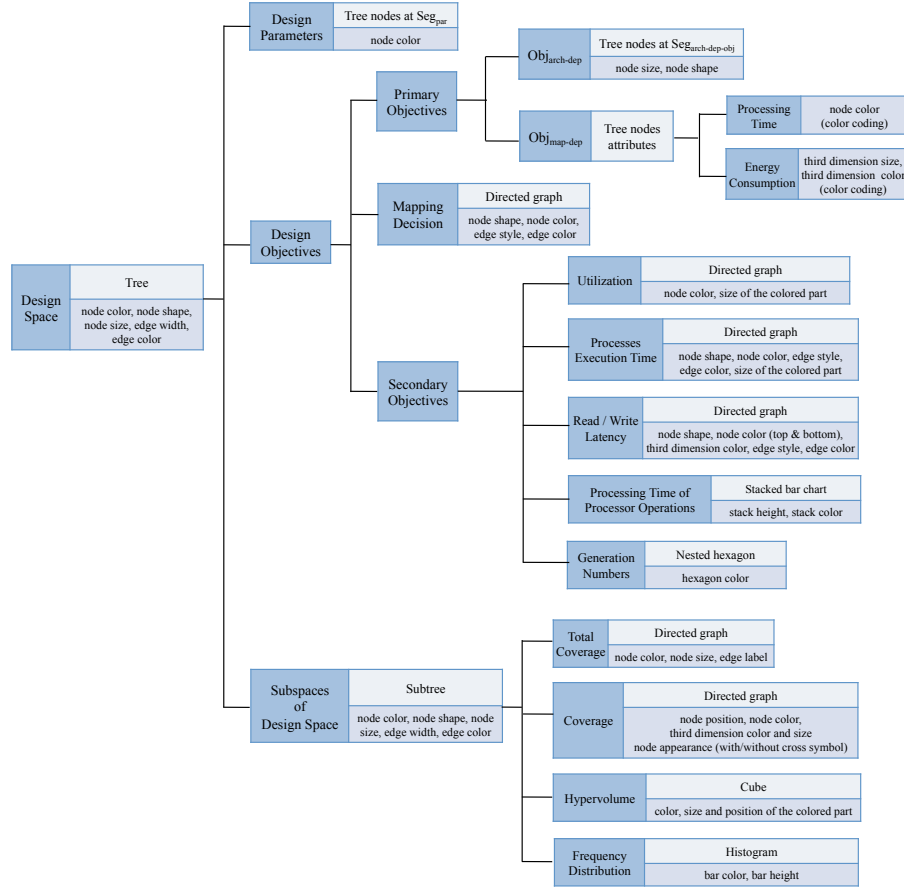 Design
Parameters
Tree nodes at Seg_par
node color
Obj_arch-dep
Tree nodes at Seg_arch-dep-obj
node size, node shape
Primary
Objectives
Obj_map-dep
Tree nodes
attributes
Processing
Time
node color
(color coding)
Energy
Consumption
third dimension size,
third dimension color
(color coding)
Mapping
Decision
Directed graph
node shape, node color,
edge style, edge color
Design
Objectives
Design
Space
Tree
node color, node shape,
node size, edge width,
edge color
Utilization
Directed graph
node color, size of the colored part
Processes
Execution Time
Directed graph
node shape, node color, edge style,
edge color, size of the colored part
Secondary
Objectives
Read / Write
Latency
Directed graph
node shape, node color (top & bottom),
third dimension color, edge style, edge color
Processing Time of
Processor Operations
Stacked bar chart
stack height, stack color
Generation
Numbers
Nested hexagon
hexagon color
Total
Coverage
Directed graph
node color, node size, edge label
Subspaces
of
Design Space
Subtree
node color, node shape, node
size, edge width, edge color
Coverage
Directed graph
node position, node color,
third dimension color and size
node appearance (with/without cross symbol)
Hypervolume
Cube
color, size and position of the colored part
Frequency
Distribution
Histogram
bar color, bar height